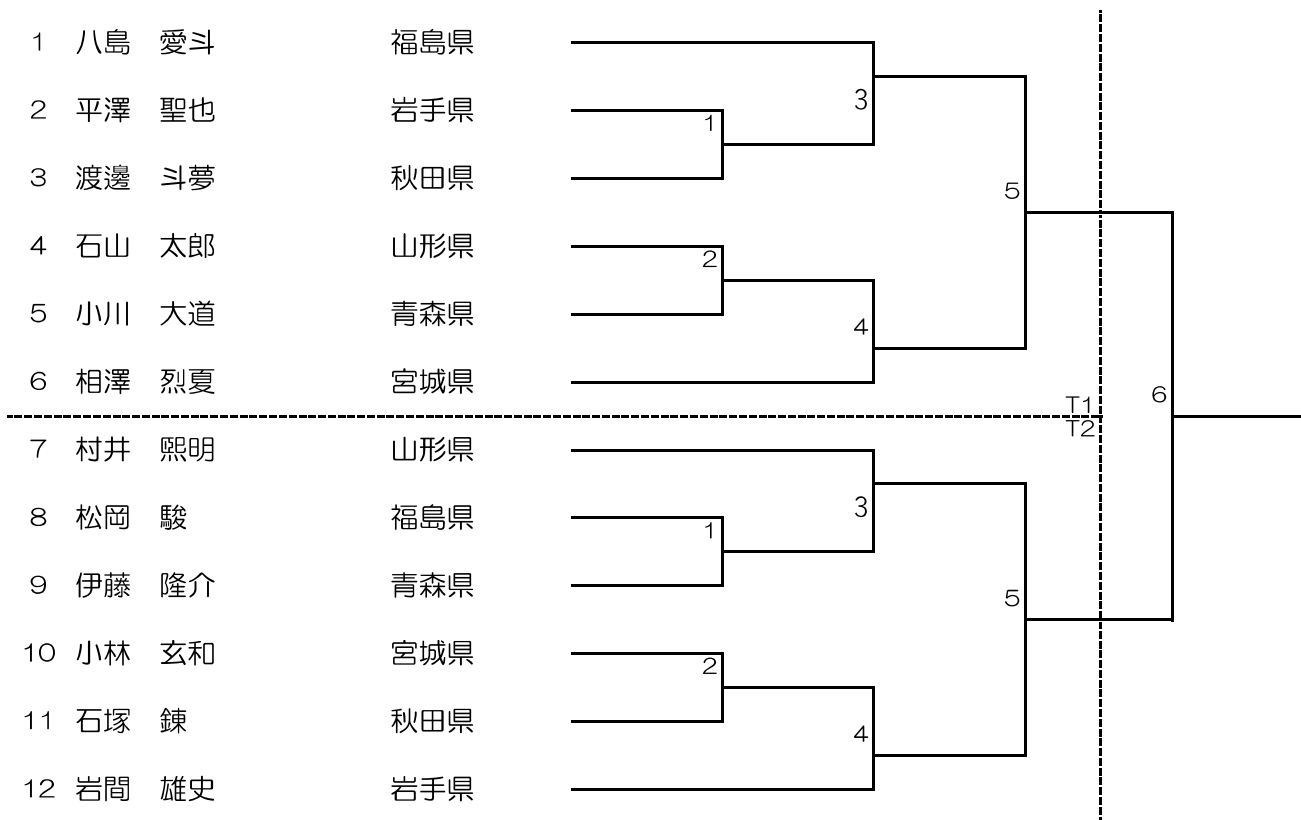 1 八島 愛斗 福島県
2 平澤 聖也 岩手県
3
1
3 渡邊 斗夢 秋田県
5
4 石山 太郎 山形県
2
5 小川 大道 青森県
4
6 相澤 烈夏 宮城県
6
T1
T2
7 村井 煕明 山形県
8 松岡 駿 福島県
3
1
9 伊藤 隆介 青森県
5
10 小林 玄和 宮城県
2
11 石塚 錬 秋田県
4
12 岩間 雄史 岩手県